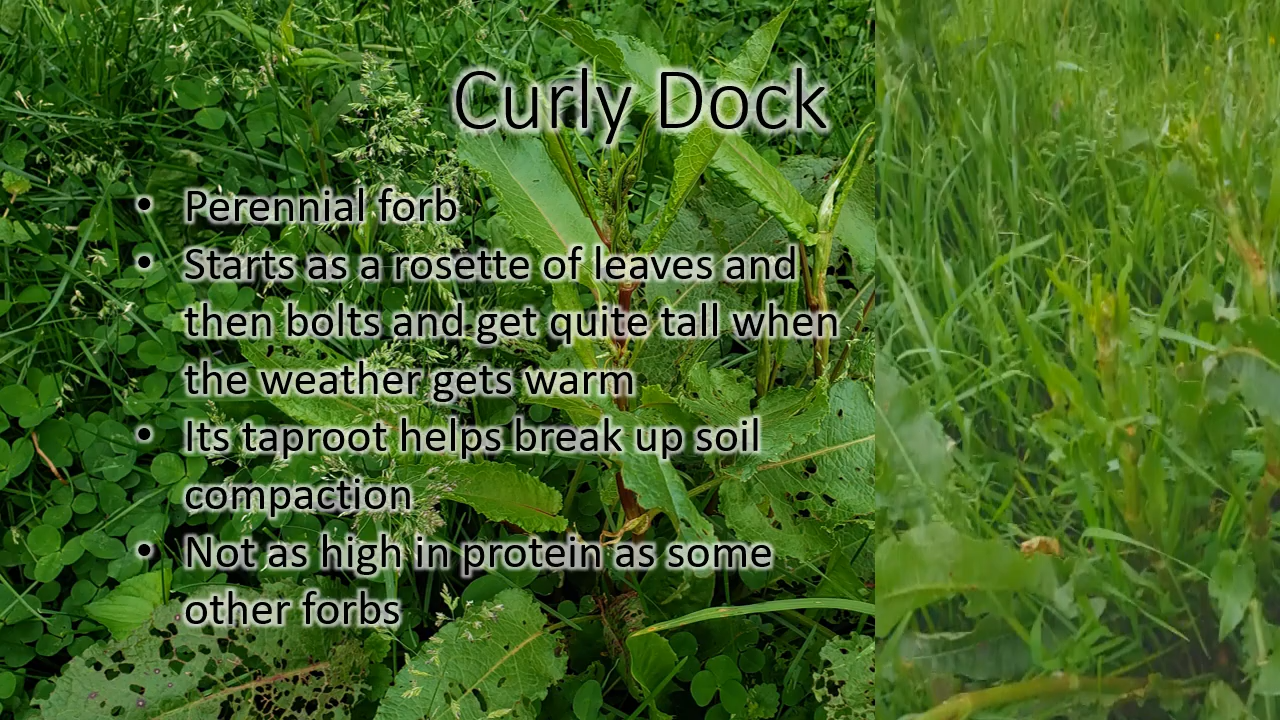 Curly Dock
• Perennial forb
• Starts as a rosette of leaves and
then bolts and get quite tall when
the weather gets warm
• Its taproot helps break up soil
compaction
• Not as high in protein as some
other forbs